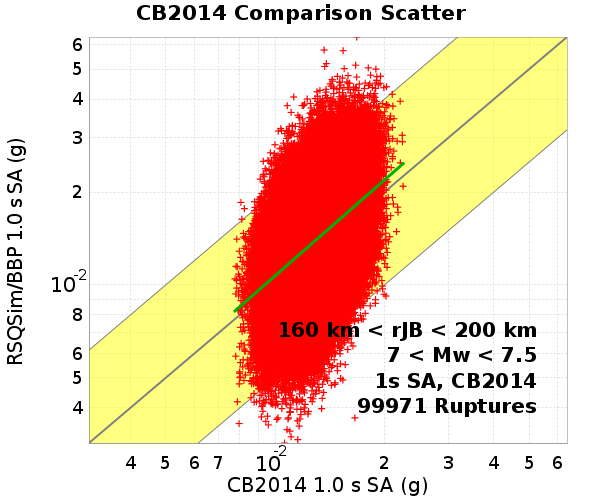 CB2014 Comparison Scatter
RSQSim/BBP 1.0 s SA (g)
6
5
4
3
2
10-2
8
6
5
4
160 km < rJB < 200 km
7 < Mw < 7.5
1s SA, CB2014
99971 Ruptures
4 5 6 7 10-2 2 3 4 5 6
CB2014 1.0 s SA (g)